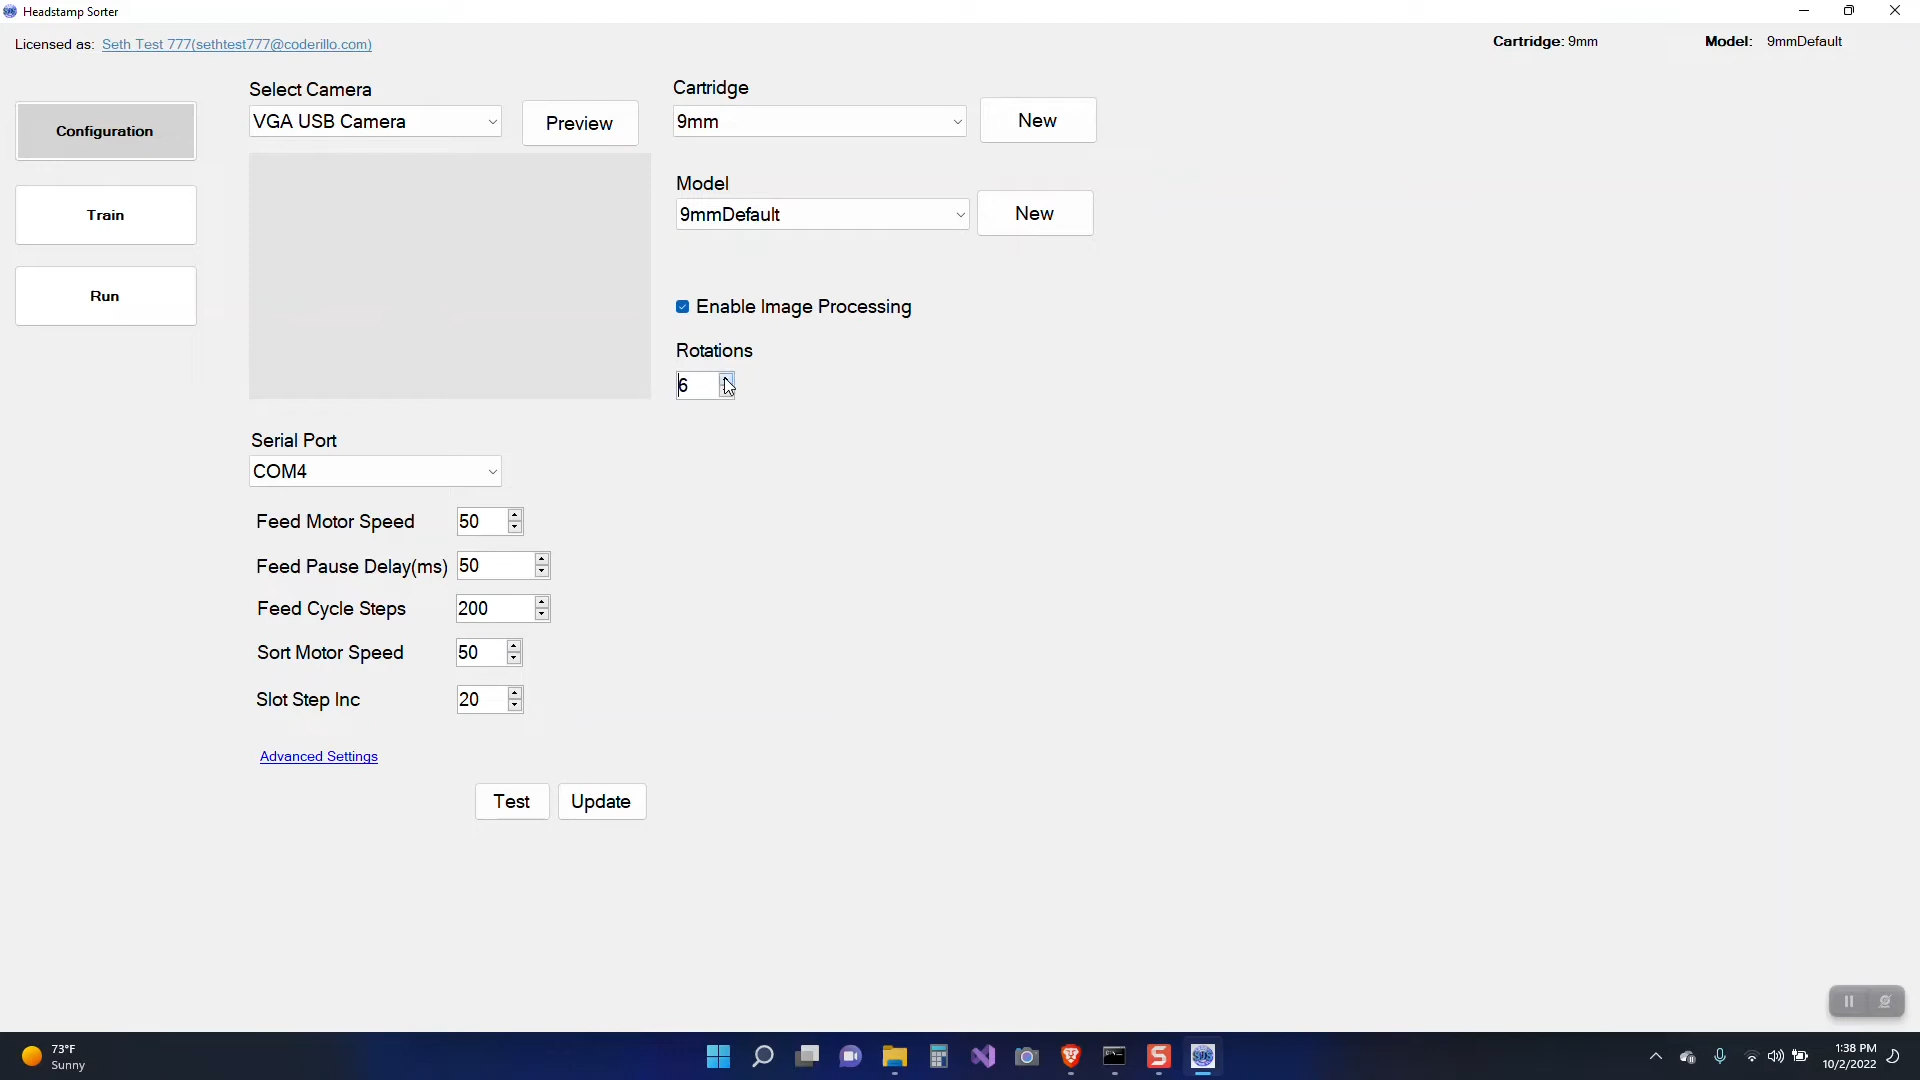 Headstamp Sorter
Licensed as: Seth Test 777(sethtest777@coderillo.com)
Cartridge: 9mm
Model: 9mmDefault
Configuration
Train
Run
Select Camera
VGA USB Camera
Preview
Cartridge
9mm
New
Model
9mmDefault
New
Enable Image Processing
Rotations
6
Serial Port
COM4
Feed Motor Speed 50
Feed Pause Delay(ms) 50
Feed Cycle Steps 200
Sort Motor Speed 50
Slot Step Inc 20
Advanced Settings
Test
Update
73°F
Sunny
1:38 PM
10/2/2022